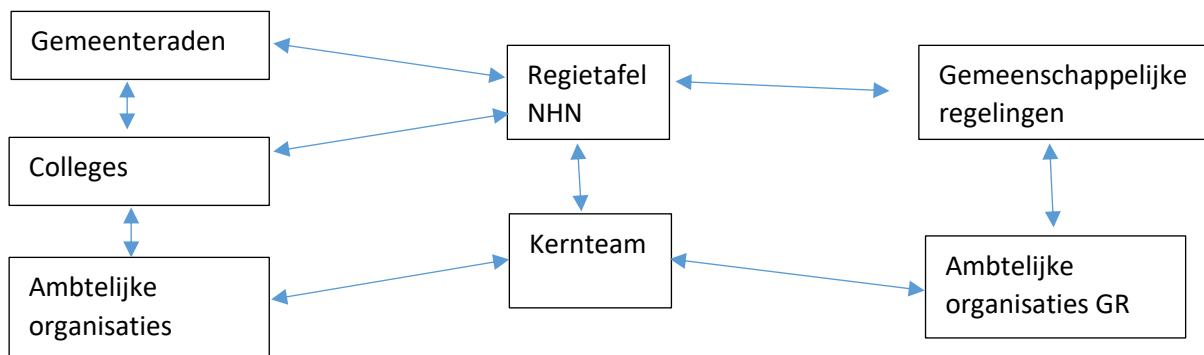 Gemeenteraden
Regietafel
NHN
Gemeenschappelijke
regelingen
Colleges
Kernteam
Ambtelijke
organisaties
Ambtelijke
organisaties GR